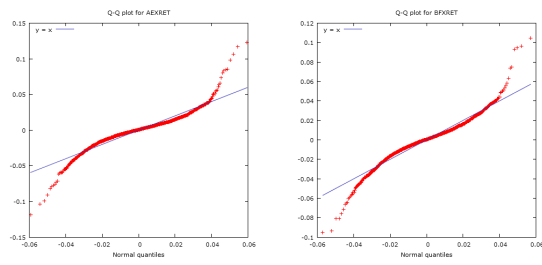 Q-Q plot for AEXRET
y = x
0.15
0.1
0.05
0
-0.05
-0.1
-0.15
-0.06 -0.04 -0.02 0 0.02 0.04 0.06
Normal quantiles
Q-Q plot for BFXRET
y = x
0.12
0.1
0.08
0.06
0.04
0.02
0
-0.02
-0.04
-0.06
-0.08
-0.1
-0.06 -0.04 -0.02 0 0.02 0.04 0.06
Normal quantiles